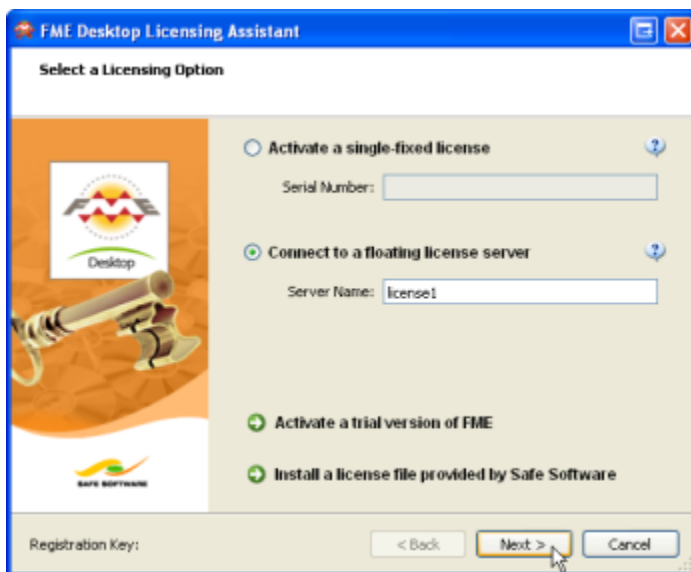 FME Desktop Licensing Assistant
Select a Licensing Option
Activate a single-fixed license
Serial Number:
FME
Desktop
Connect to a floating license server
Server Name: license1
Activate a trial version of FME
Install a license file provided by Safe Software
SAFE SOFTWARE
Registration Key:
< Back Next > Cancel